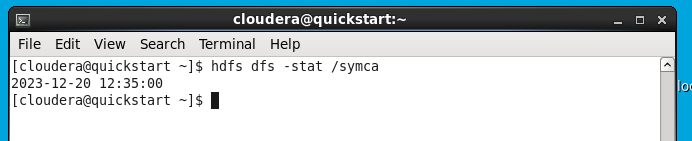 cloudera@quickstart:~
File Edit View Search Terminal Help
[cloudera@quickstart ~]$ hdfs dfs -stat /symca
2023-12-20 12:35:00
[cloudera@quickstart ~]$